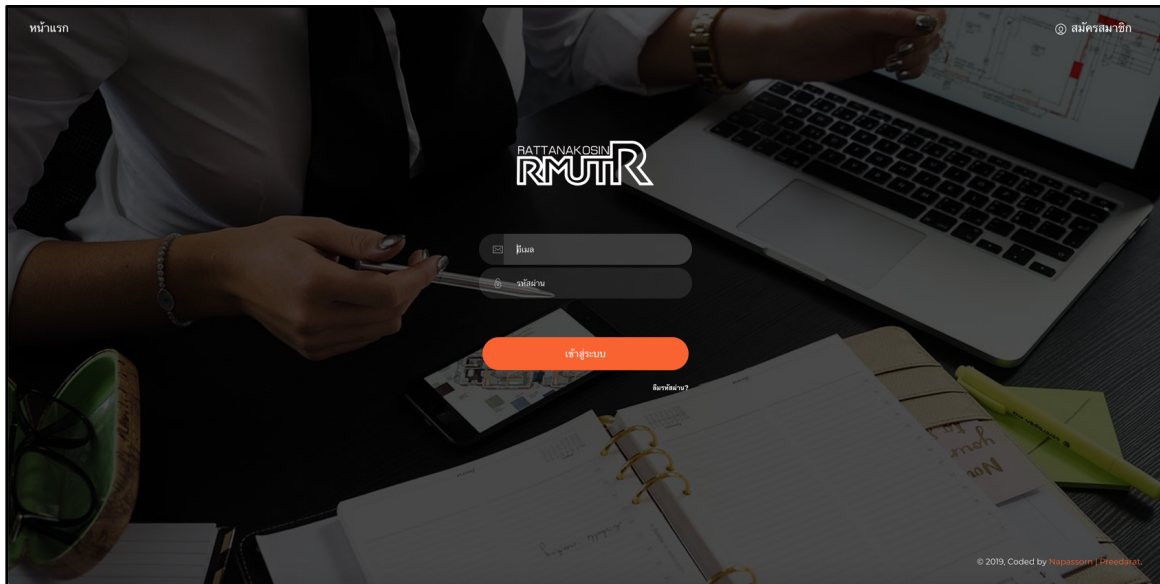 หน้าแรก
สมัครสมาชิก
RATTANAKOSIN
RMUTR
อีเมล
รหัสผ่าน
เข้าสู่ระบบ
ลืมรหัสผ่าน?
© 2019, Coded by Napassorn | Preedarat.